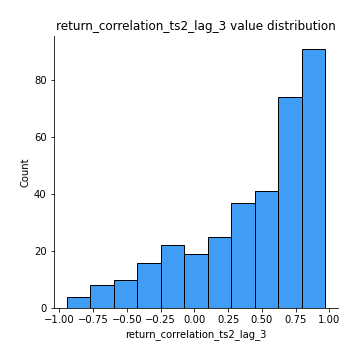 return_correlation_ts2_lag_3 value distribution
80
60
40
20
0
Count
−1.00 −0.75 −0.50 −0.25 0.00 0.25 0.50 0.75 1.00
return_correlation_ts2_lag_3